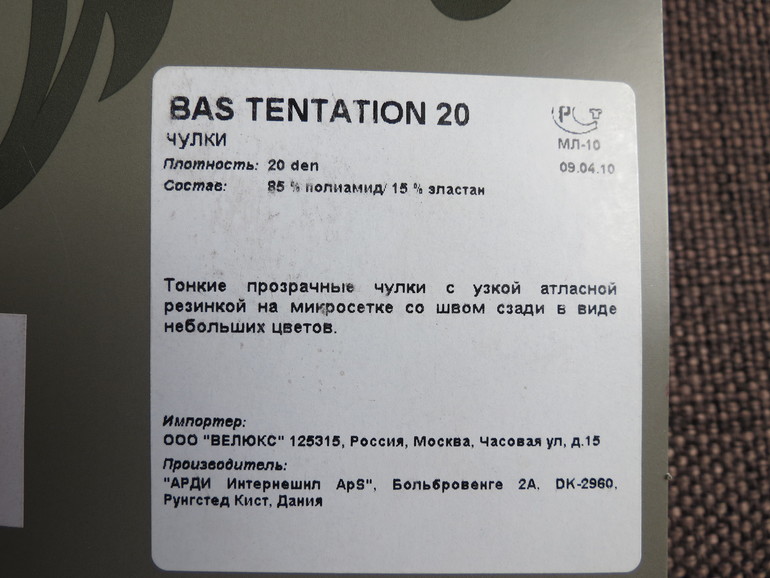 BAS TENTATION 20
ЧУЛКИ
Плотность: 20 den
Состав: 85 % полиамид/ 15 % эластан
РСТ
МЛ-10
09.04.10
Тонкие прозрачные чулки с узкой атласной
резинкой на микросетке со швом сзади в виде
небольших цветов.
Импортер:
ООО "ВЕЛЮКС" 125315, Россия, Москва, Часовая ул, д.15
Производитель:
"АРДИ Интернешнл ApS", Больбровенге 2А, DK-2960,
Рунгстед Кист, Дания